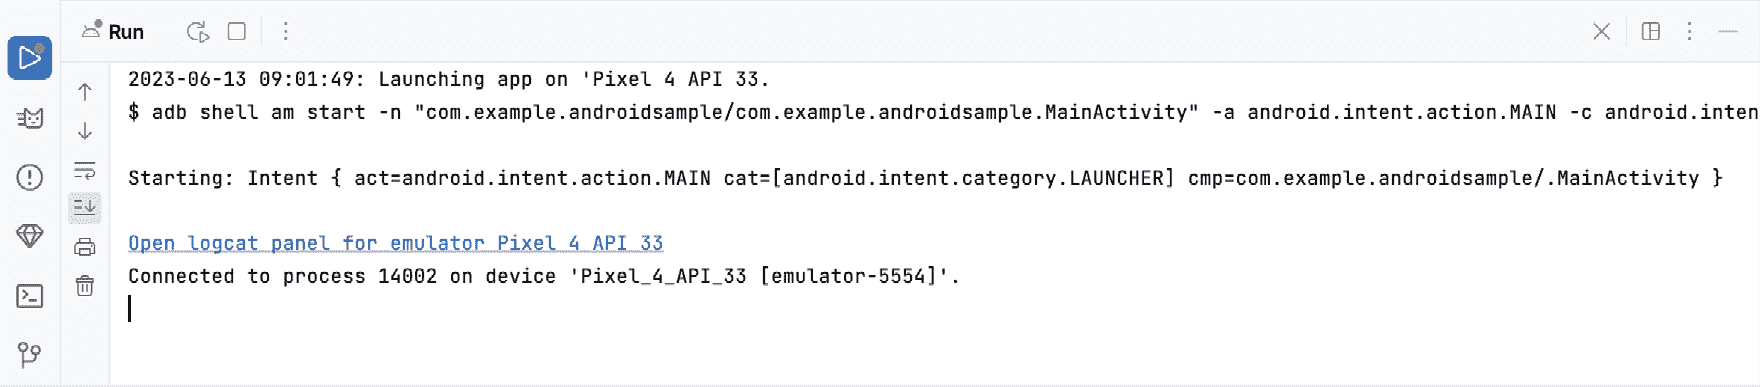 Run
2023-06-13 09:01:49: Launching app on 'Pixel 4 API 33.
$ adb shell am start -n "com.example.androidsample/com.example.androidsample.MainActivity" -a android.intent.action.MAIN -c android.inten
Starting: Intent { act=android.intent.action.MAIN cat=[android.intent.category.LAUNCHER] cmp=com.example.androidsample/.MainActivity }
Open logcat panel for emulator Pixel 4 API 33
Connected to process 14002 on device 'Pixel_4_API_33 [emulator-5554]'.